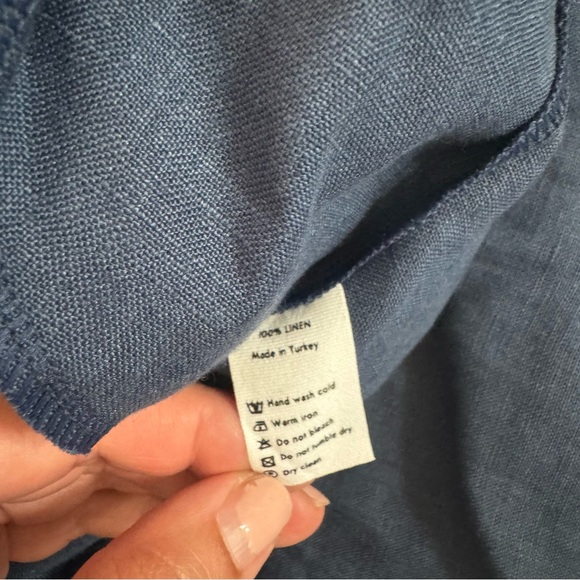 100% LINEN
Made in Turkey
Hand wash cold
Warm iron
Do not bleach
Do not tumble dry
Dry clean